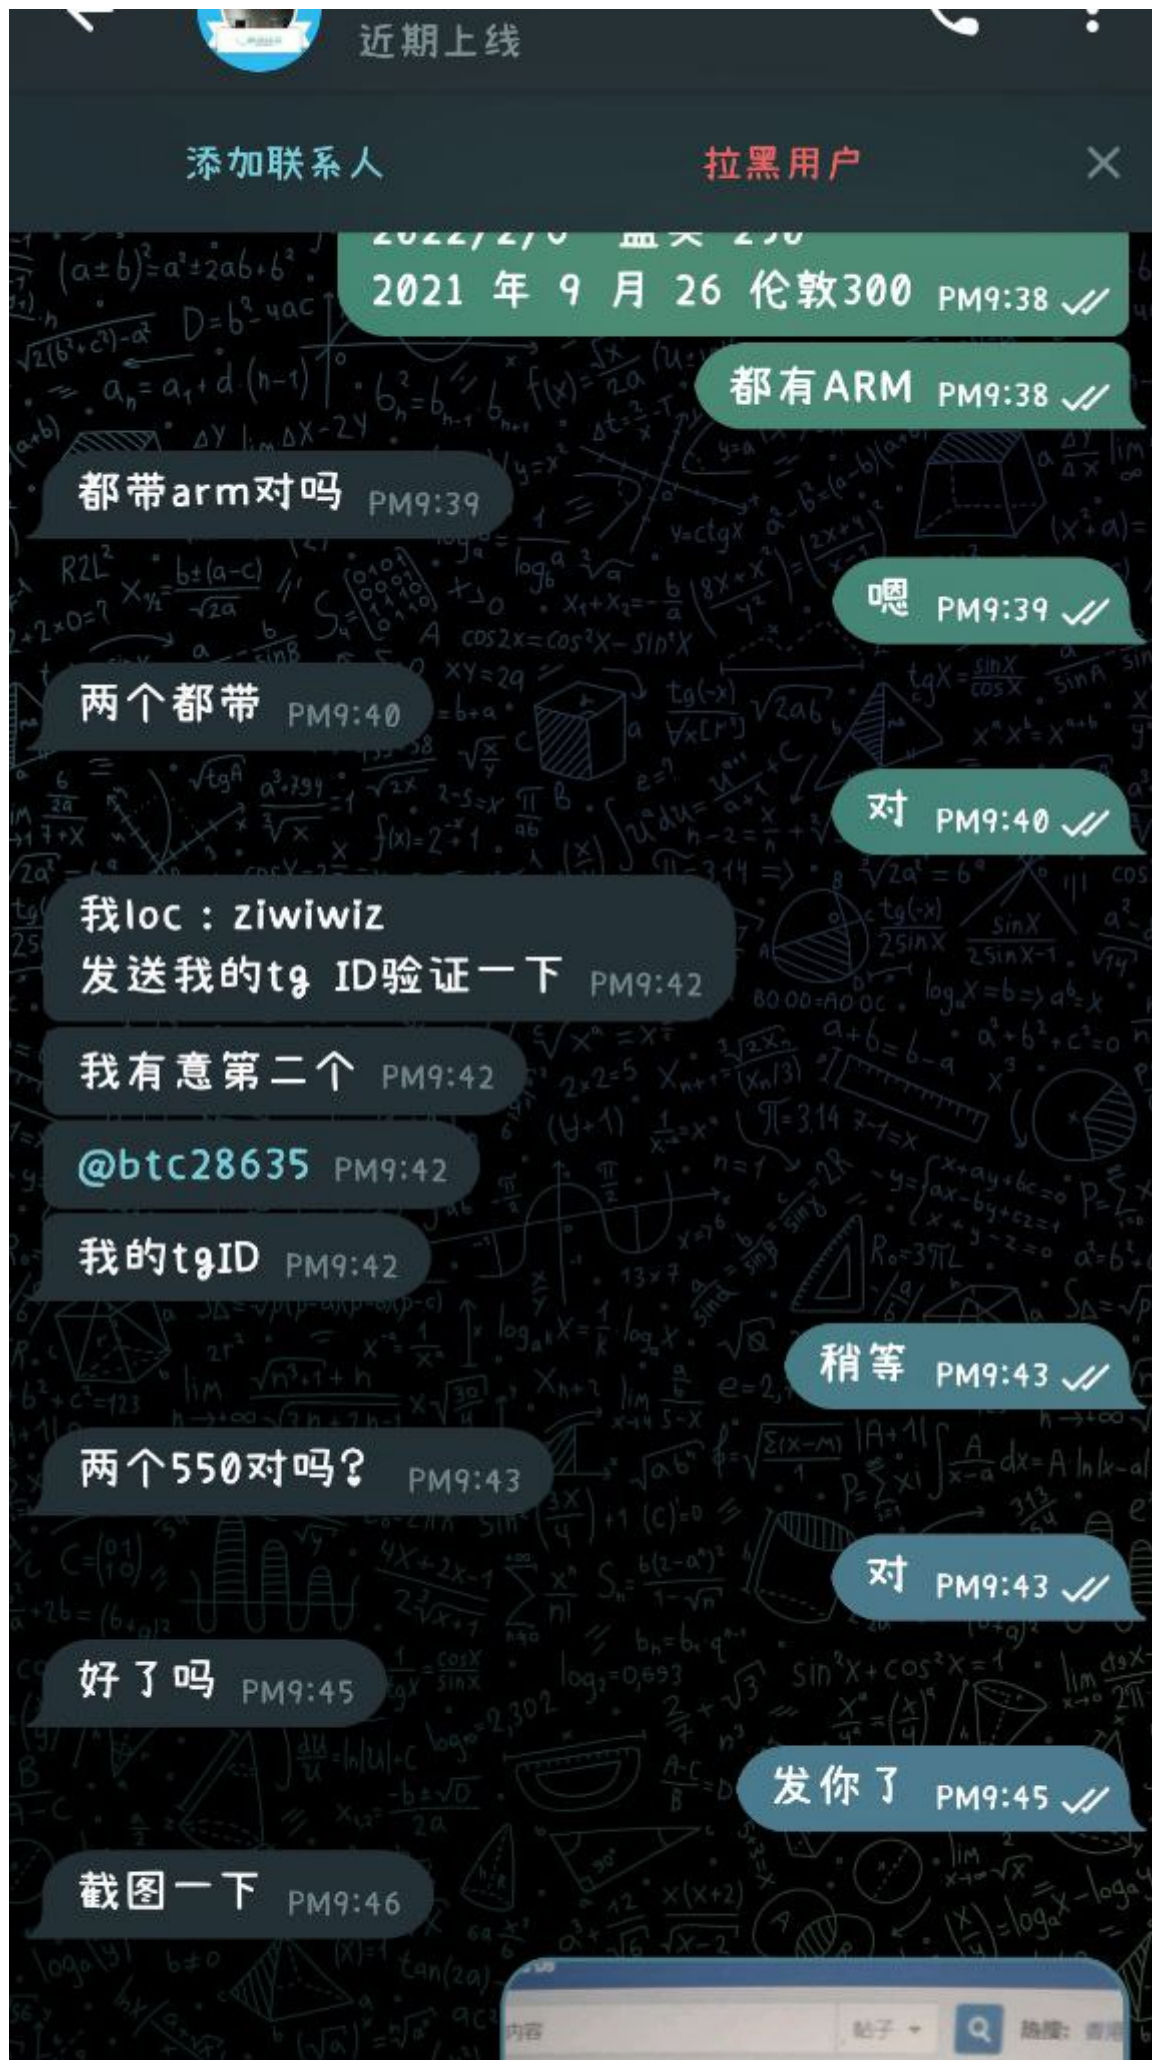 近期上线
添加联系人
拉黑用户
2021 年 9 月 26 伦敦300 PM9:38
都有ARM PM9:38
都带arm对吗 PM9:39
嗯 PM9:39
两个都带 PM9:40
对 PM9:40
我loc : ziwiwiz
发送我的tg ID验证一下 PM9:42
我有意第二个 PM9:42
@btc28635 PM9:42
我的tgID PM9:42
稍等 PM9:43
两个550对吗? PM9:43
对 PM9:43
好了吗 PM9:45
发你了 PM9:45
截图一下 PM9:46
内容 帖子 热搜: